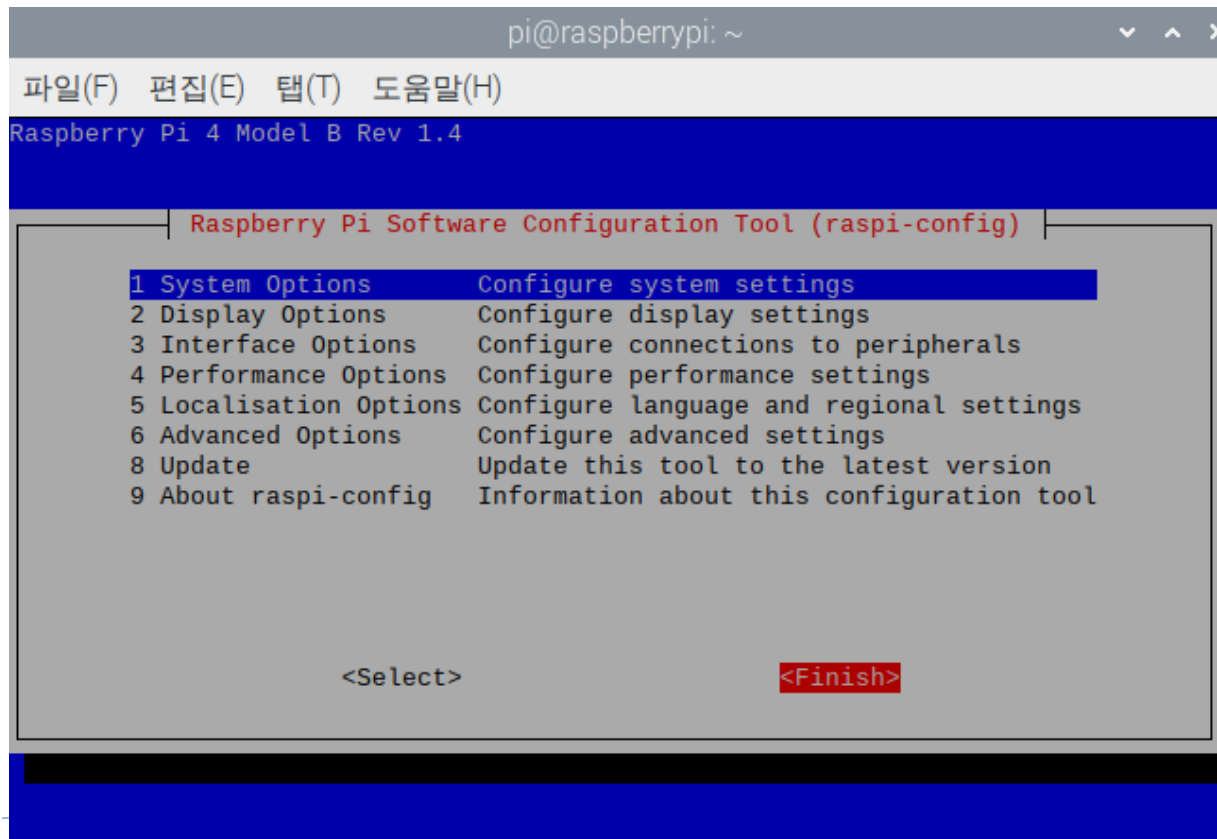 pi@raspberrypi: ~
파일(F) 편집(E) 탭(T) 도움말(H)
Raspberry Pi 4 Model B Rev 1.4
Raspberry Pi Software Configuration Tool (raspi-config)
1 System Options Configure system settings
2 Display Options Configure display settings
3 Interface Options Configure connections to peripherals
4 Performance Options Configure performance settings
5 Localisation Options Configure language and regional settings
6 Advanced Options Configure advanced settings
8 Update Update this tool to the latest version
9 About raspi-config Information about this configuration tool
<Select> <Finish>